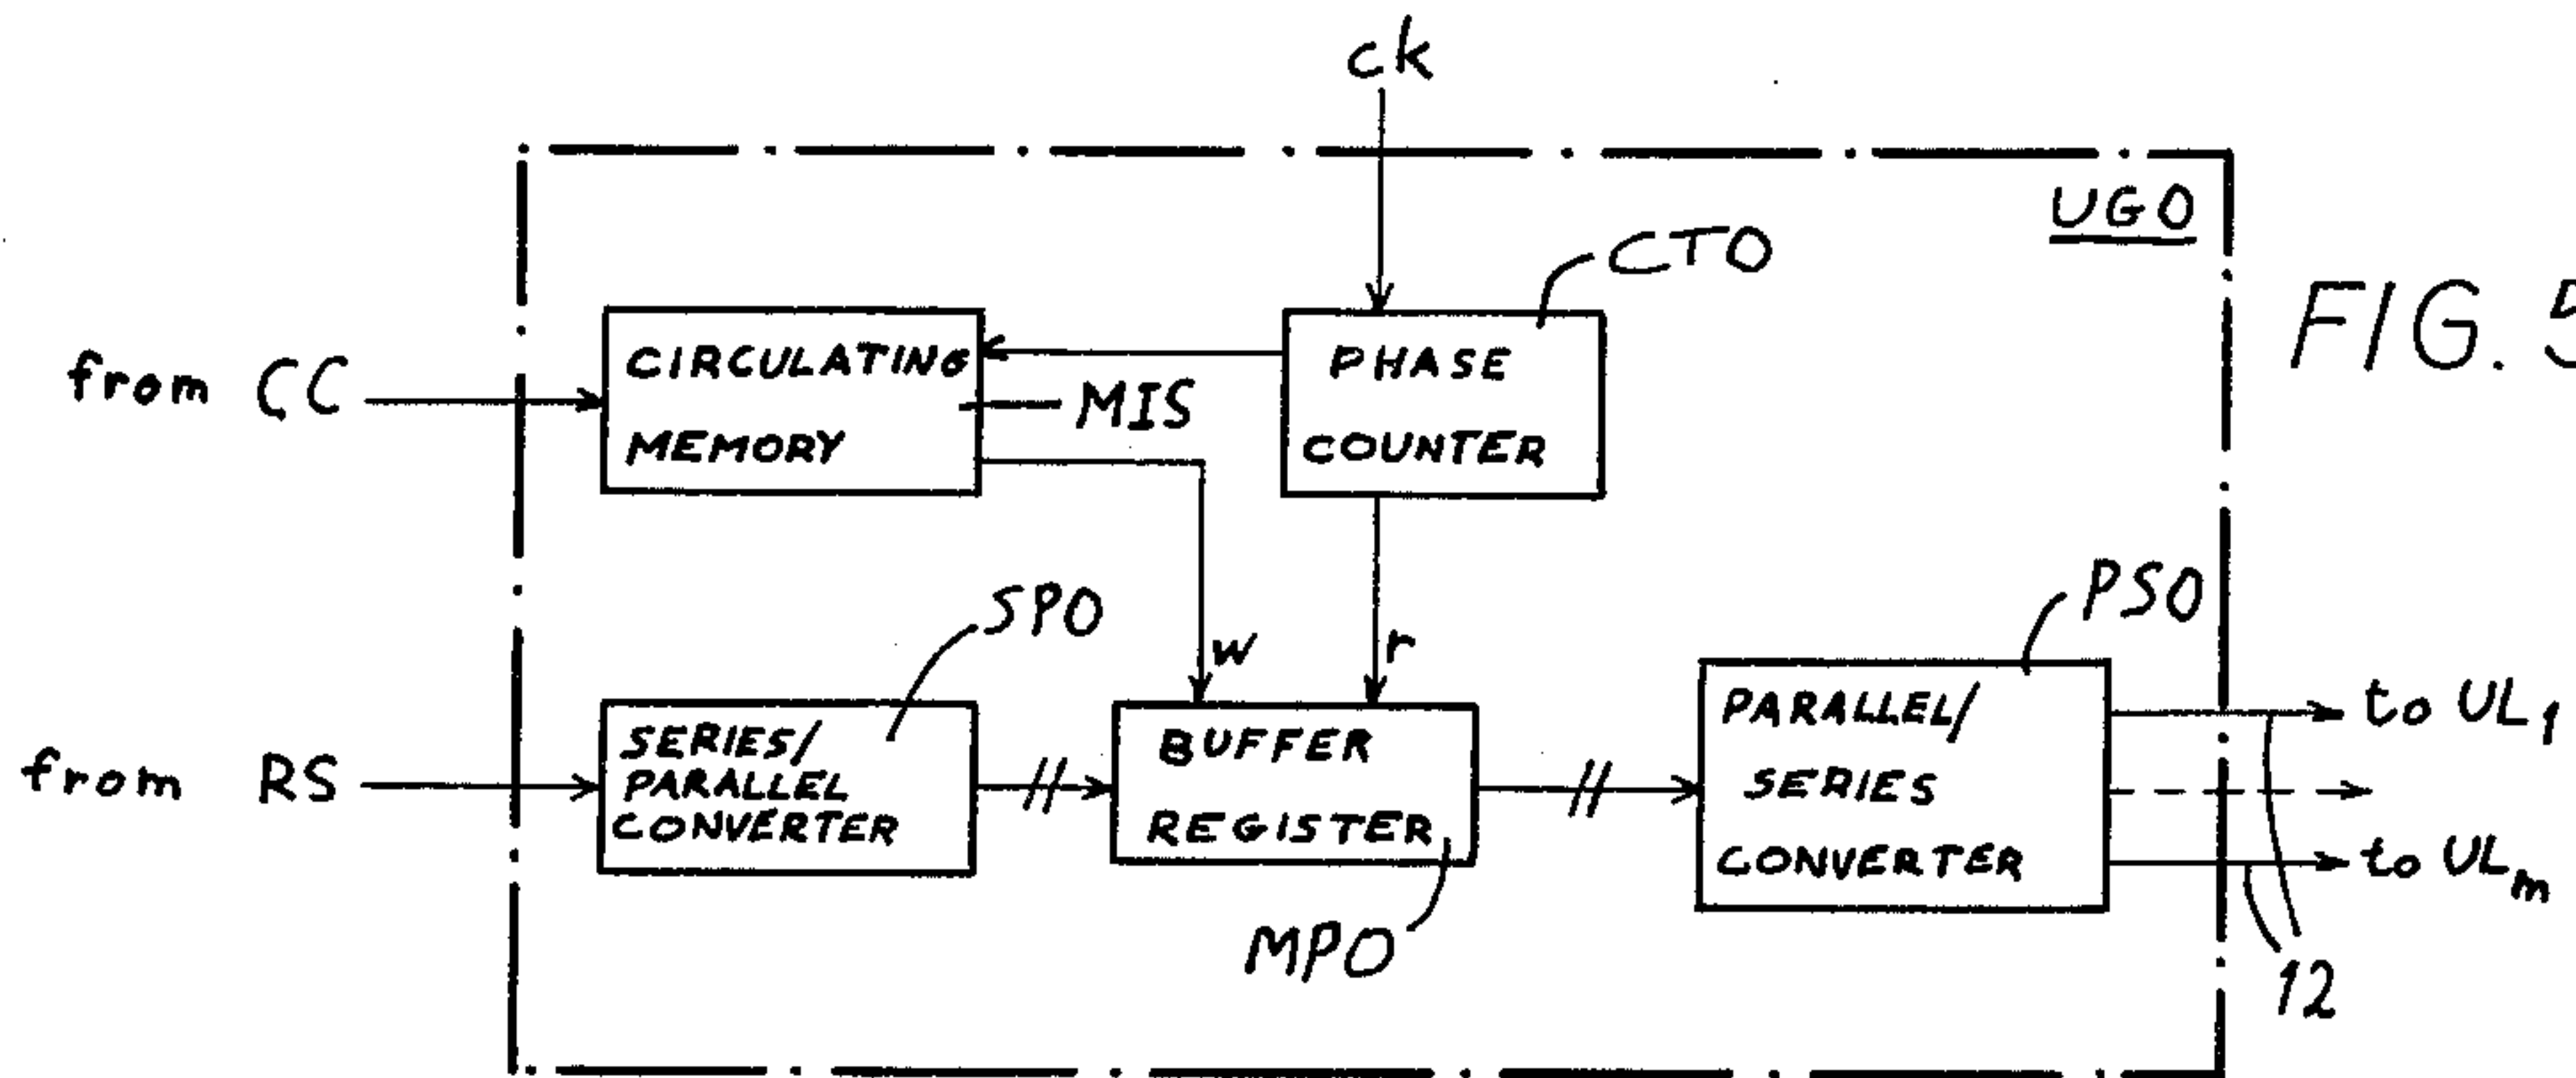 ck
UGO
CTO
FIG. 5
from CC
CIRCULATING
MEMORY
MIS
PHASE
COUNTER
SPO
w
r
PSO
from RS
SERIES/
PARALLEL
CONVERTER
BUFFER
REGISTER
PARALLEL/
SERIES
CONVERTER
to UL1
to ULm
MPO
12